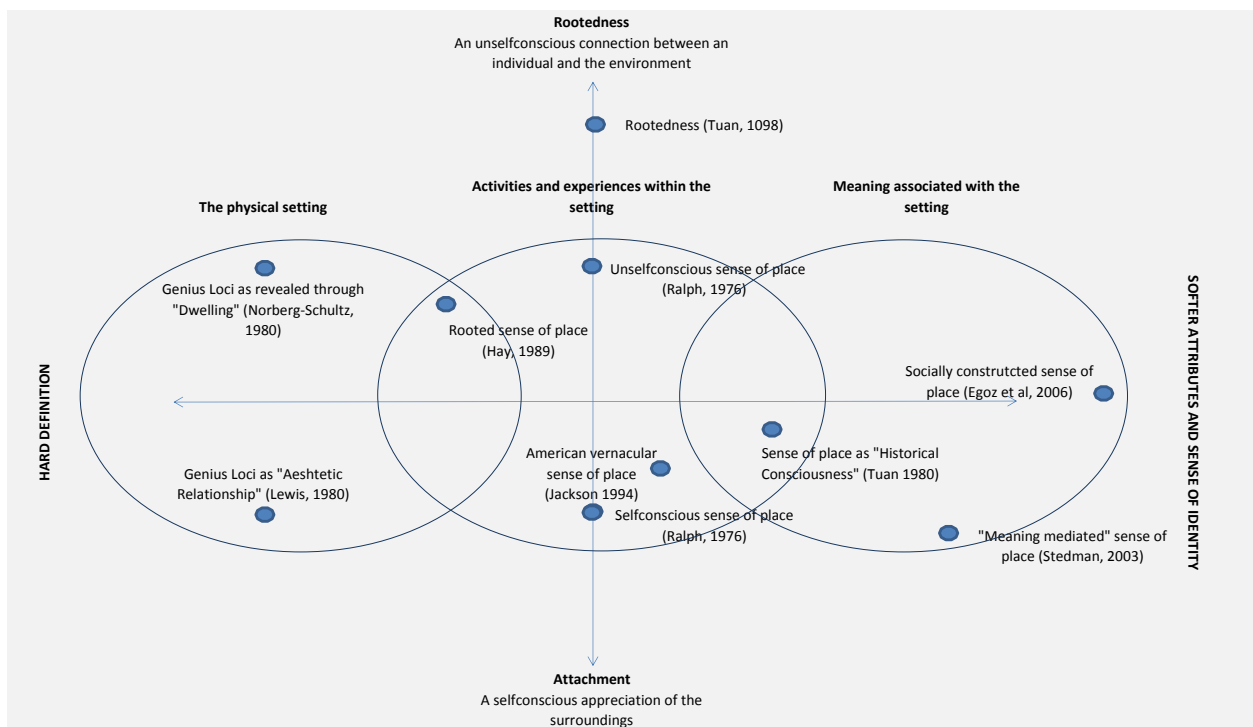 Rootedness
An unselfconscious connection between an
individual and the environment
Rootedness (Tuan, 1098)
Activities and experiences within the
setting
Meaning associated with the
setting
The physical setting
Unselfconscious sense of place
(Ralph, 1976)
Genius Loci as revealed through
"Dwelling" (Norberg-Schultz,
1980)
Rooted sense of place
(Hay, 1989)
HARD DEFINITION
SOFTER ATTRIBUTES AND SENSE OF IDENTITY
Socially construtcted sense of
place (Egoz et al, 2006)
American vernacular
sense of place
(Jackson 1994)
Sense of place as "Historical
Consciousness" (Tuan 1980)
Genius Loci as "Aeshtetic
Relationship" (Lewis, 1980)
Selfconscious sense of place
(Ralph, 1976)
"Meaning mediated" sense of
place (Stedman, 2003)
Attachment
A selfconscious appreciation of the
surroundings